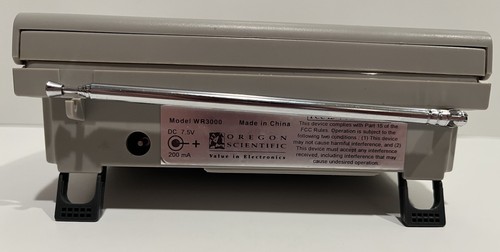 Model WR3000 Made in China
DC 7.5V
+
200 mA
OREGON
SCIENTIFIC
Value in Electronics
This device complies with Part 15 of the
FCC Rules. Operation is subject to the
following two conditions : (1) This device
may not cause harmful interference, and (2)
This device must accept any interference
received, including interference that may
cause undesired operation.